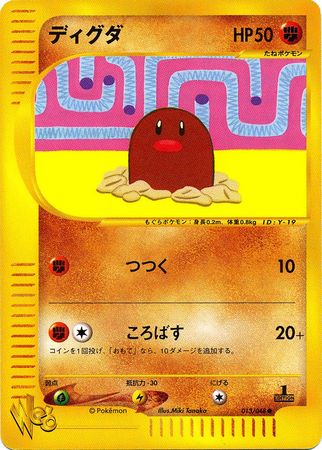 ディグダ HP50
たねポケモン
もぐらポケモン：身長0.2m、体重0.8kg ID:Y-19
つつく 10
ころばす 20+
コインを1回投げ、「おもて」なら、10ダメージを追加する。
弱点 抵抗力-30 にげる
1 EDITION
©Pokémon Illus.Miki Tanaka 013/048
Web